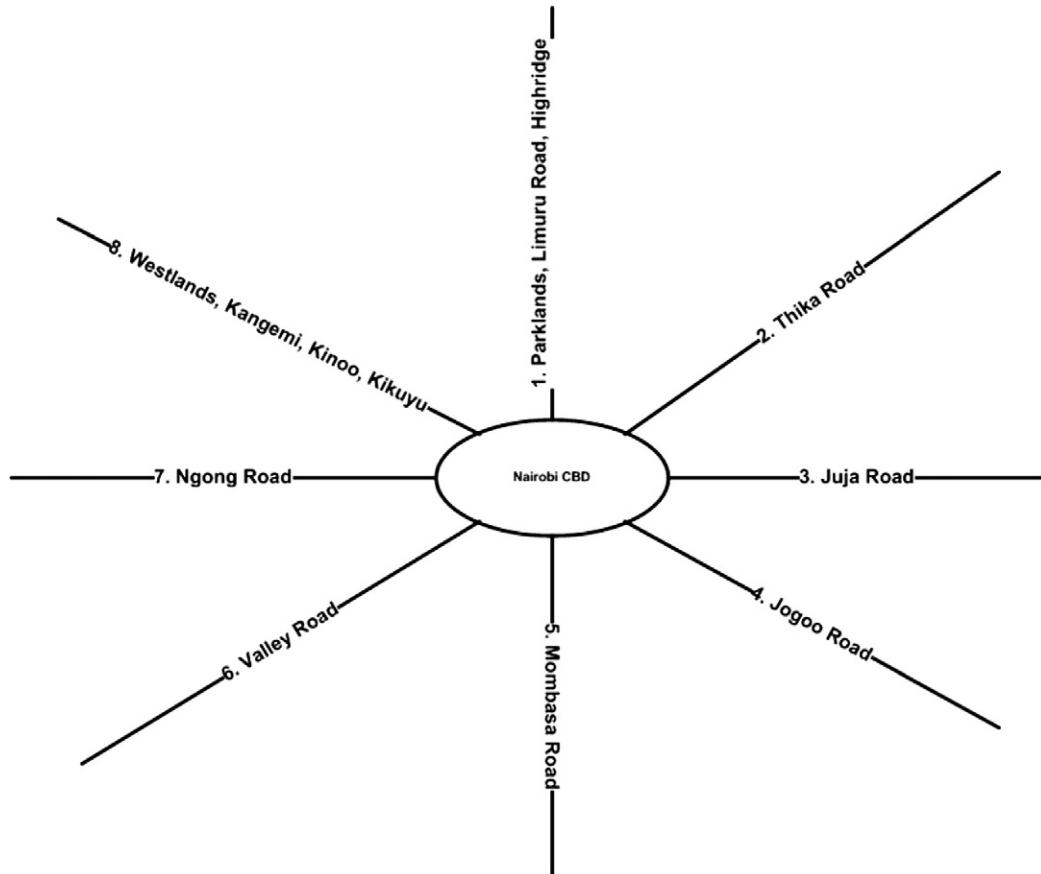 1. Parklands, Limuru Road, Highridge
2. Thika Road
3. Juja Road
4. Jogoo Road
5. Mombasa Road
6. Valley Road
7. Ngong Road
8. Westlands, Kangemi, Kinoo, Kikuyu
Nairobi CBD